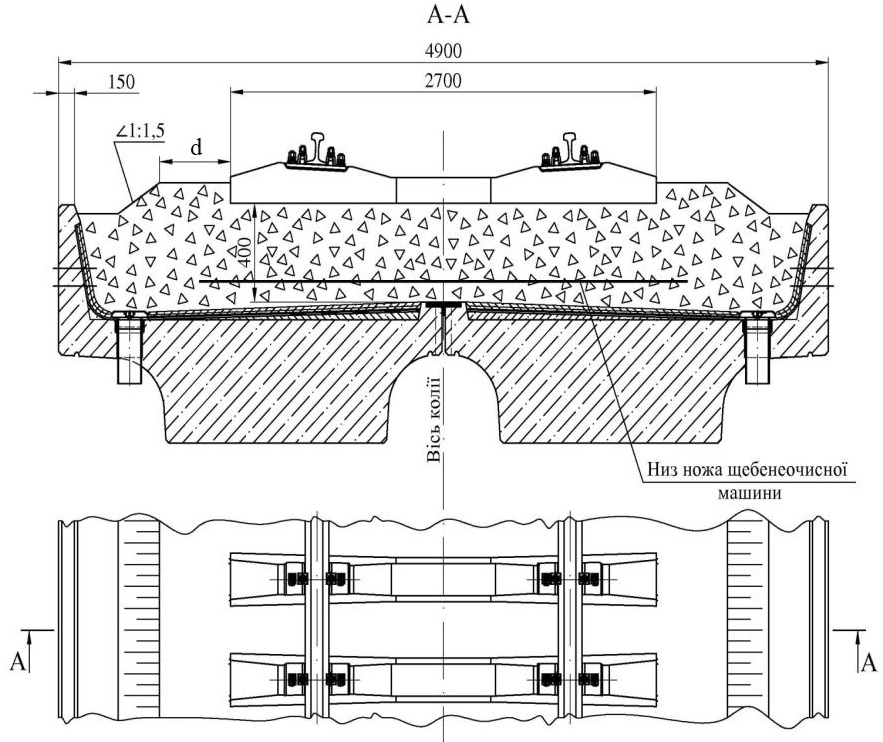 А-А
4900
150
2700
∠1:1,5
d
400
Вісь колії
Низ ножа щебенеочисної
машини
А
А